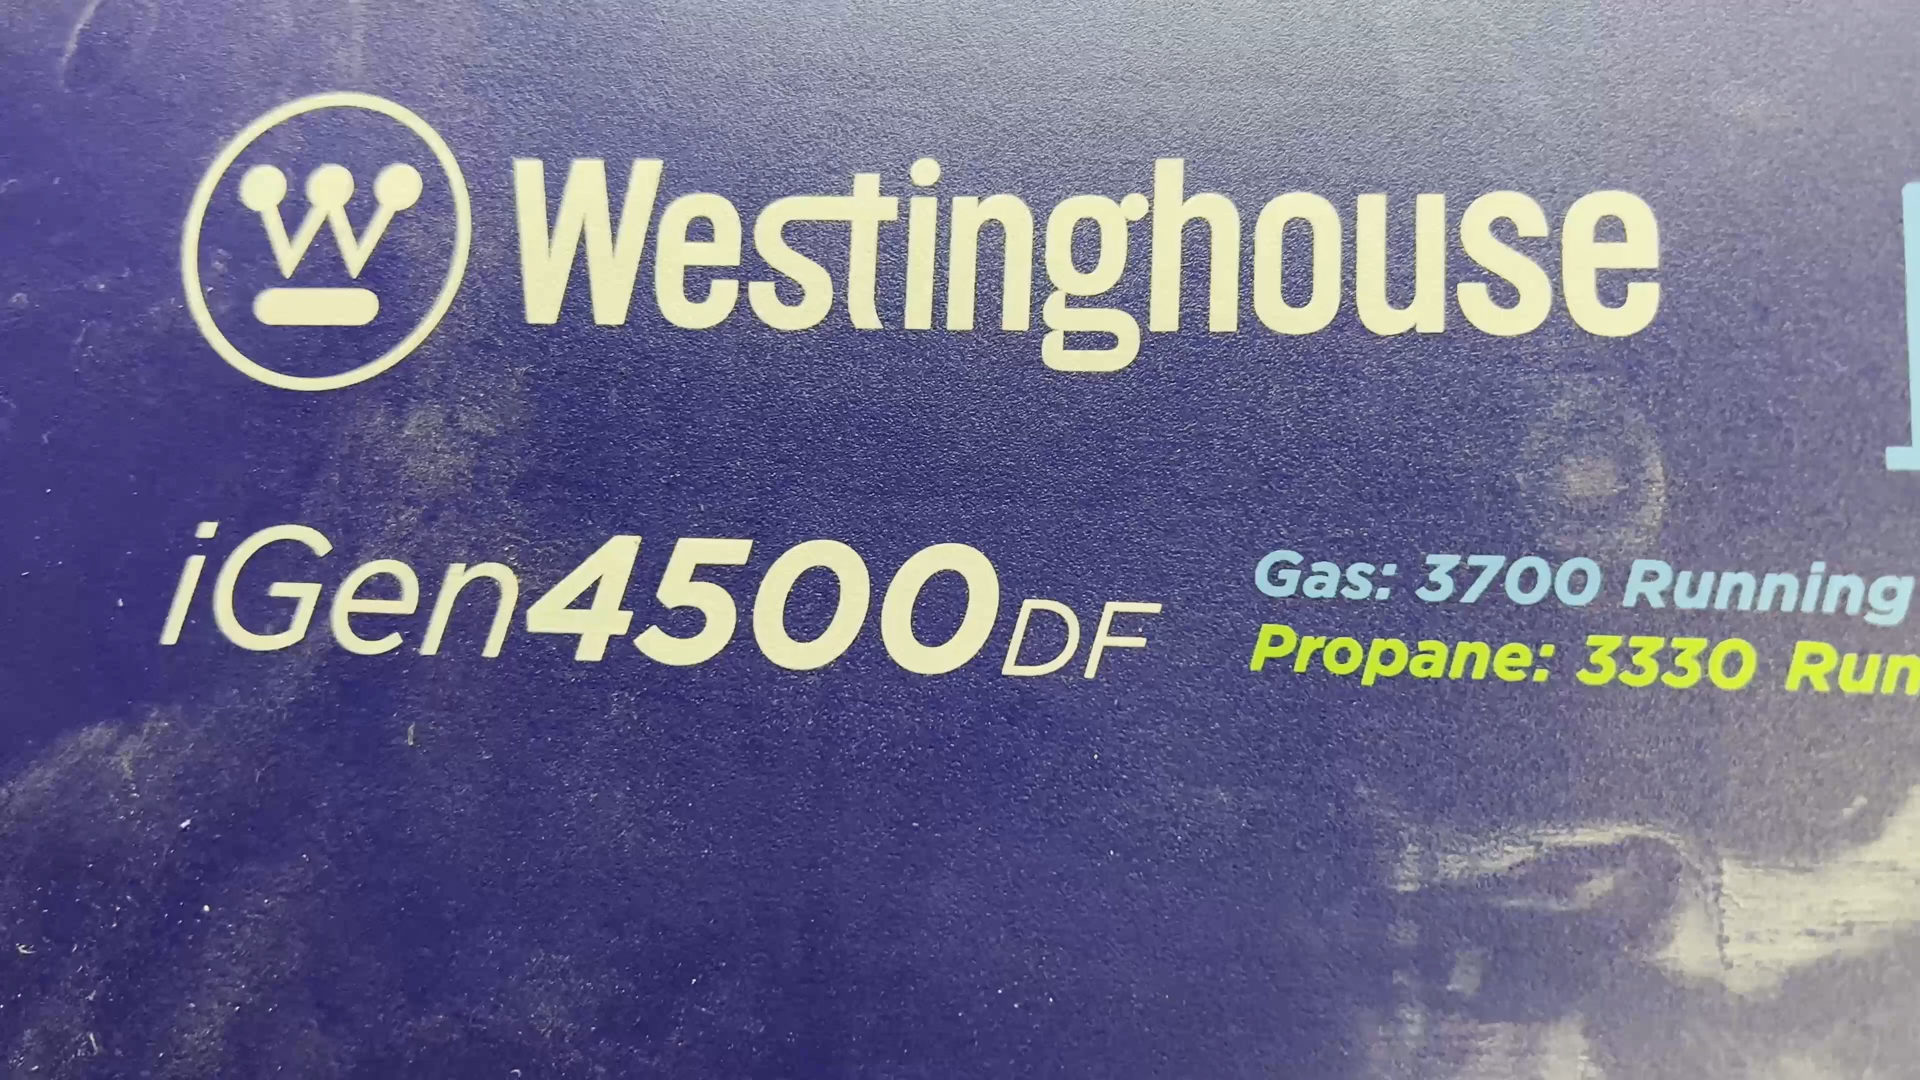 W
Westinghouse
iGen4500DF
Gas: 3700 Running
Propane: 3330 Run